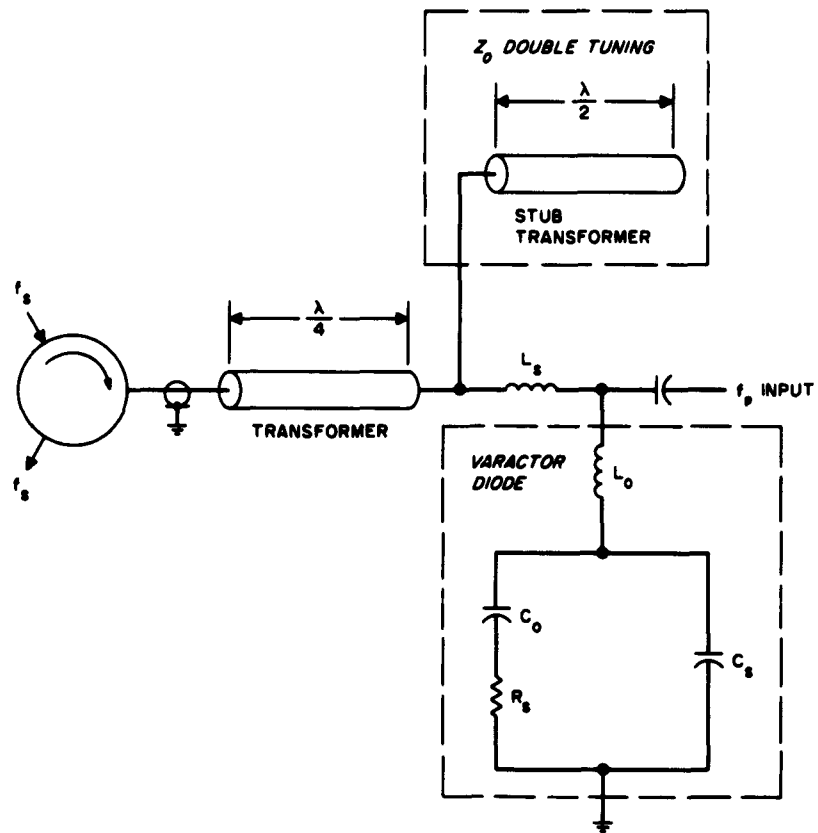 Z₀ DOUBLE TUNING
λ
2
STUB
TRANSFORMER
fₛ
λ
4
Lₛ
fₚ INPUT
TRANSFORMER
fₛ
VARACTOR
DIODE
L₀
C₀
Cₛ
Rₛ